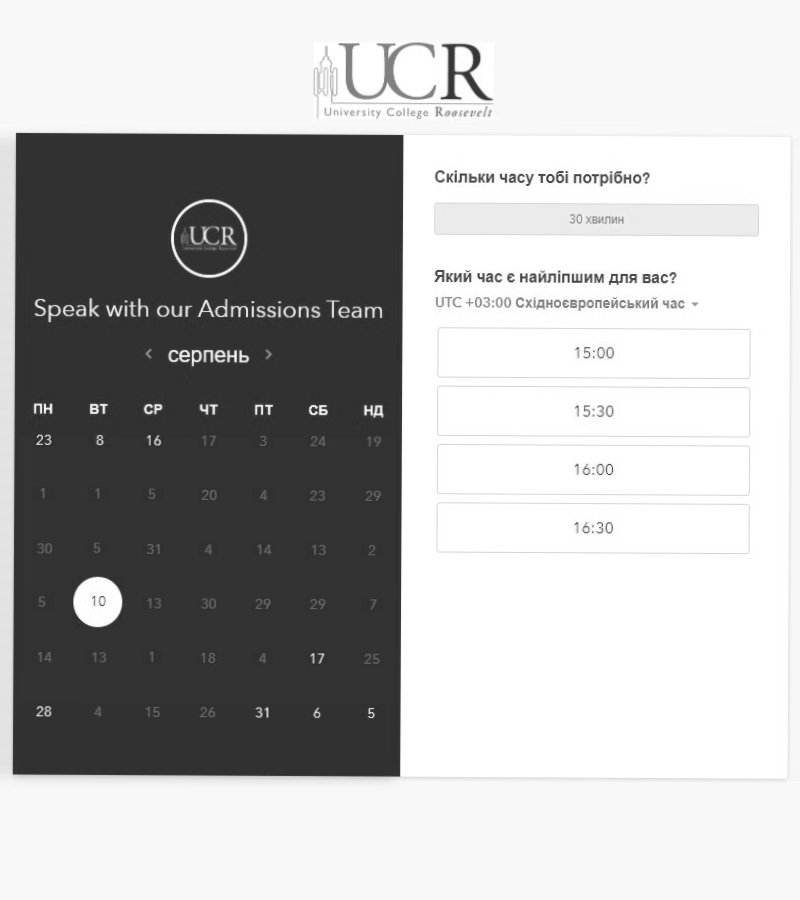 UCR
University College Roosevelt
UCR
University College Roosevelt
Speak with our Admissions Team
серпень
ПН ВТ СР ЧТ ПТ СБ НД
23 8 16 17 3 24 19
1 1 5 20 4 23 29
30 5 31 4 14 13 2
5 10 13 30 29 29 7
14 13 1 18 4 17 25
28 4 15 26 31 6 5
Скільки часу тобі потрібно?
30 хвилин
Який час є найліпшим для вас?
UTC +03:00 Східноєвропейський час
15:00
15:30
16:00
16:30